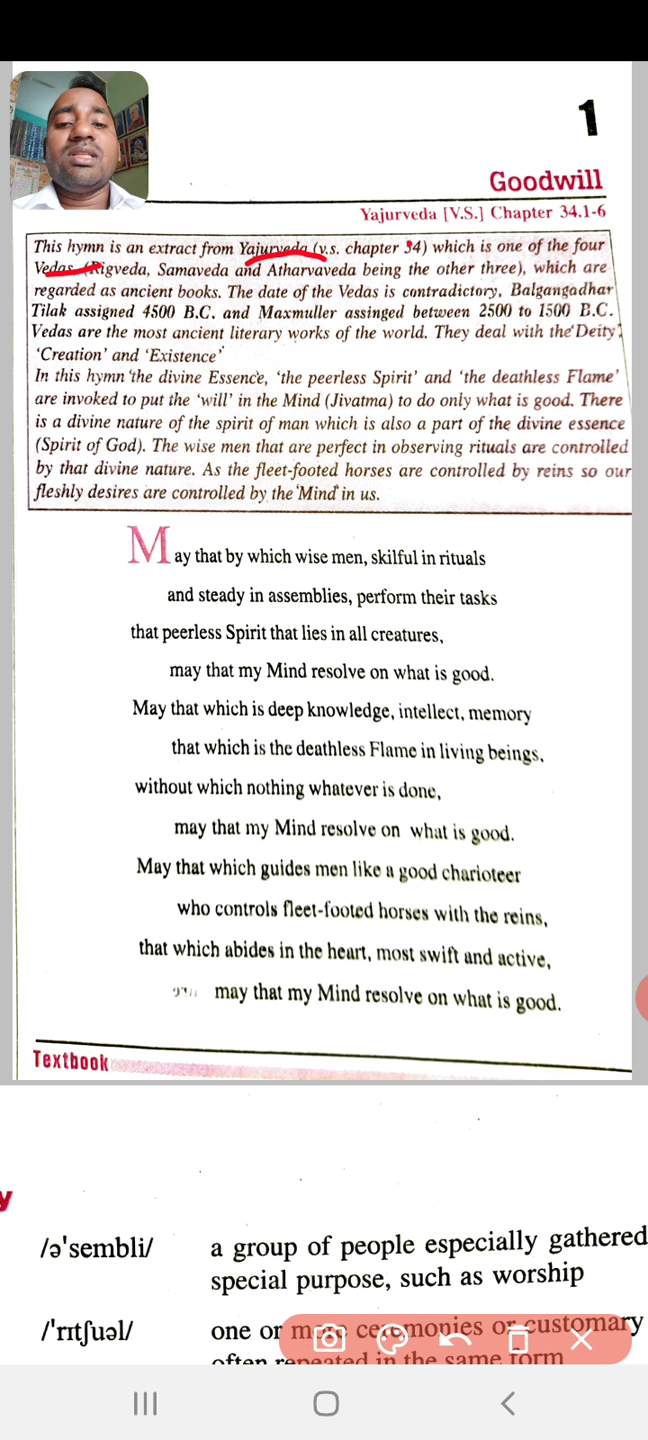 1
Goodwill
Yajurveda [V.S.] Chapter 34.1-6
This hymn is an extract from Yajurveda (v.s. chapter 34) which is one of the four
Vedas (Rigveda, Samaveda and Atharvaveda being the other three), which are
regarded as ancient books. The date of the Vedas is contradictory, Balgangadhar
Tilak assigned 4500 B.C. and Maxmuller assinged between 2500 to 1500 B.C.
Vedas are the most ancient literary works of the world. They deal with the 'Deity',
'Creation' and 'Existence'
In this hymn 'the divine Essence, 'the peerless Spirit' and 'the deathless Flame'
are invoked to put the 'will' in the Mind (Jivatma) to do only what is good. There
is a divine nature of the spirit of man which is also a part of the divine essence
(Spirit of God). The wise men that are perfect in observing rituals are controlled
by that divine nature. As the fleet-footed horses are controlled by reins so our
fleshly desires are controlled by the 'Mind' in us.
May that by which wise men, skilful in rituals
and steady in assemblies, perform their tasks
that peerless Spirit that lies in all creatures,
may that my Mind resolve on what is good.
May that which is deep knowledge, intellect, memory
that which is the deathless Flame in living beings,
without which nothing whatever is done,
may that my Mind resolve on what is good.
May that which guides men like a good charioteer
who controls fleet-footed horses with the reins,
that which abides in the heart, most swift and active,
may that my Mind resolve on what is good.
Textbook
y
/ə'sembli/ a group of people especially gathered
special purpose, such as worship
/'rɪtʃuəl/ one or more ceremonies or customary
often repeated in the same form